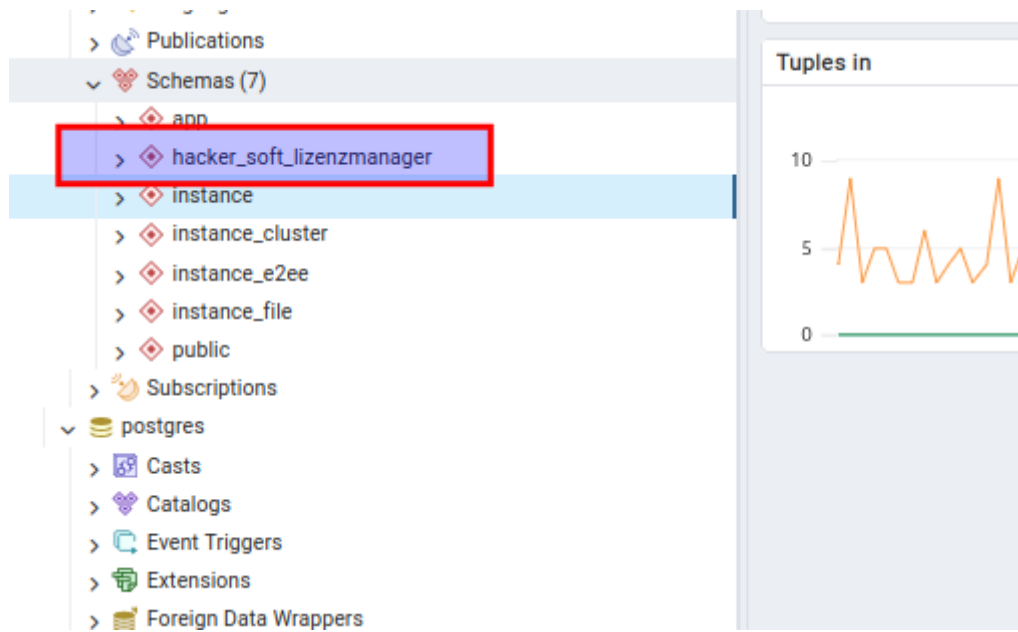 Publications
Schemas (7)
app
hacker_soft_lizenzmanager
instance
instance_cluster
instance_e2ee
instance_file
public
Subscriptions
postgres
Casts
Catalogs
Event Triggers
Extensions
Foreign Data Wrappers
Tuples in
10
5
0